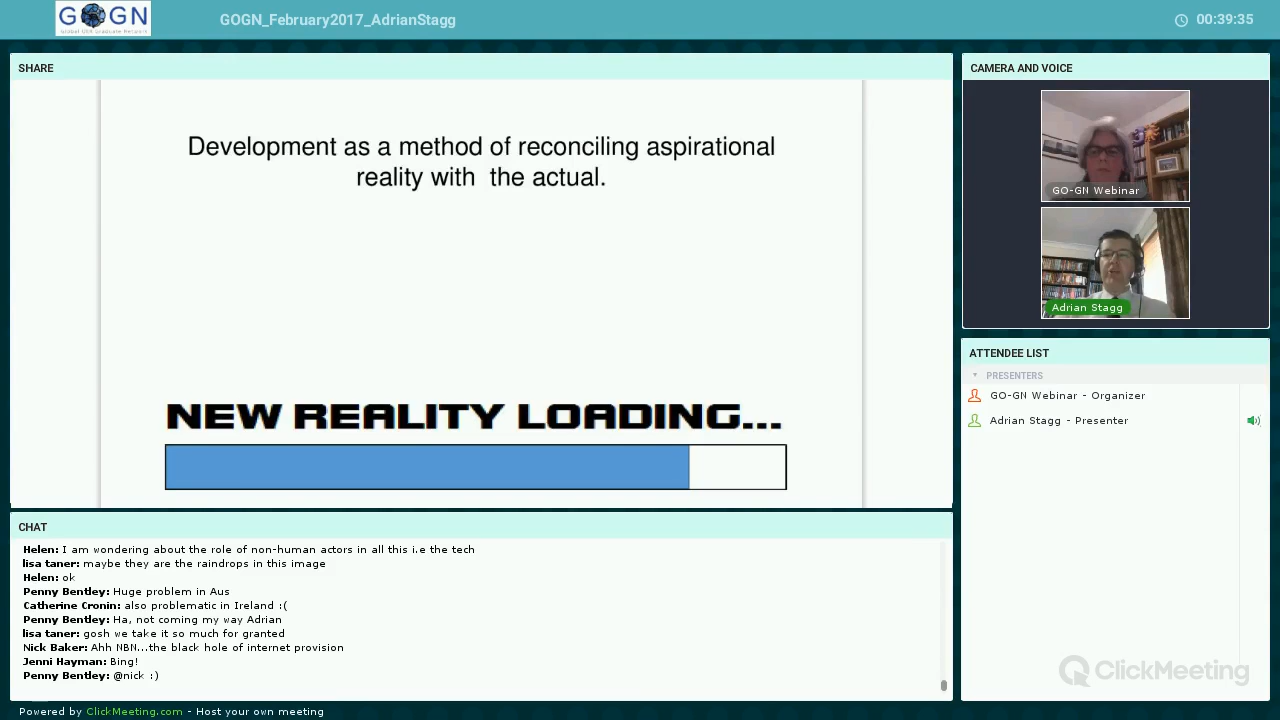 GOGN
Global OER Graduate Network
GOGN_February2017_AdrianStagg
00:39:35
SHARE
Development as a method of reconciling aspirational
reality with the actual.
NEW REALITY LOADING...
CAMERA AND VOICE
GO-GN Webinar
Adrian Stagg
ATTENDEE LIST
PRESENTERS
GO-GN Webinar - Organizer
Adrian Stagg - Presenter
CHAT
Helen: I am wondering about the role of non-human actors in all this i.e the tech
lisa taner: maybe they are the raindrops in this image
Helen: ok
Penny Bentley: Huge problem in Aus
Catherine Cronin: also problematic in Ireland :(
Penny Bentley: Ha, not coming my way Adrian
lisa taner: gosh we take it so much for granted
Nick Baker: Ahh NBN...the black hole of internet provision
Jenni Hayman: Bing!
Penny Bentley: @nick :)
ClickMeeting
Powered by ClickMeeting.com - Host your own meeting